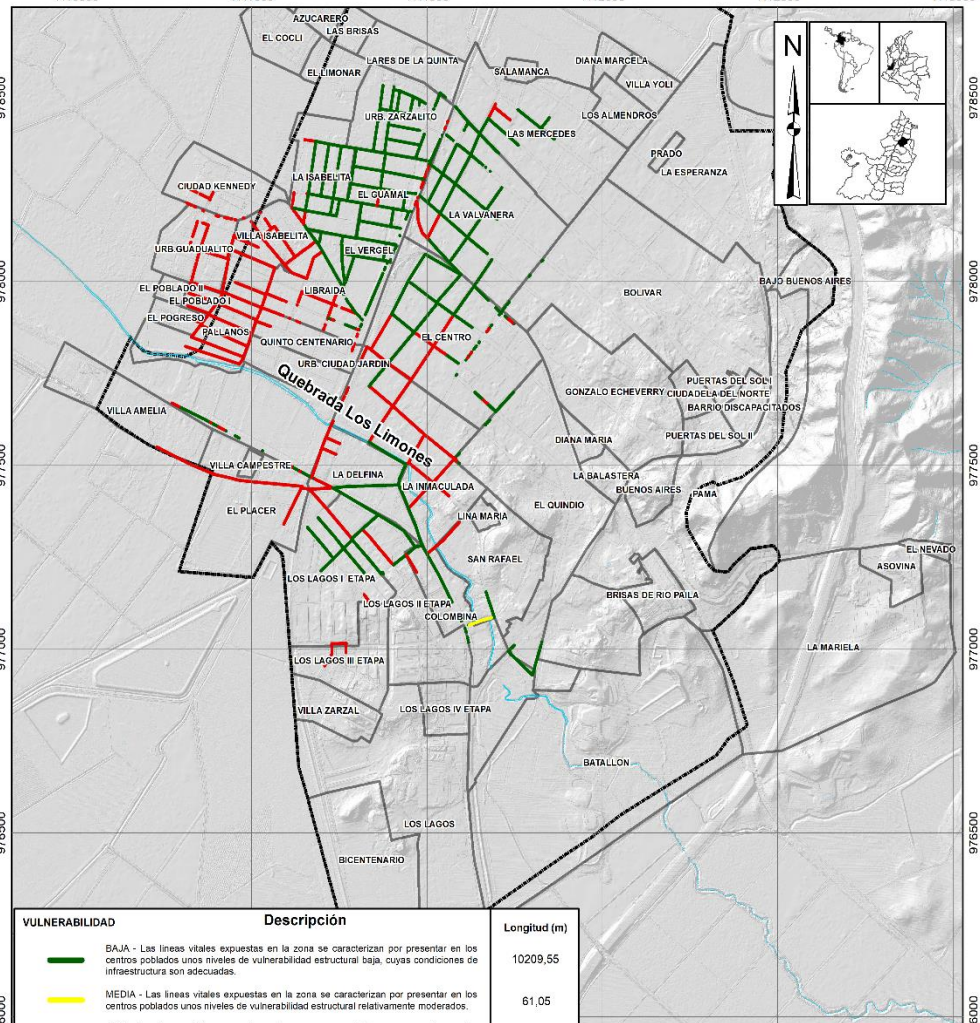 AZUCARERO
LAS BRISAS
EL COCLI
LARES DE LA QUINTA
EL LIMONAR
SALAMANCA
DIANA MARCELA
VILLA YOLI
LOS ALMENDROS
N
978500
978500
URB. ZARZALITO
LAS MERCEDES
PRADO
LA ESPERANZA
LA ISABELITA
CIUDAD KENNEDY
EL GUAMAL
LA VALVANERA
VILLA ISABELITA
URB.GUADUALITO
EL VERGEL
978000
978000
EL POBLADO II
LIBRAIDA
BOLIVAR
BAJO BUENOS AIRES
EL POBLADO I
EL POGRESO
PALLANOS
QUINTO CENTENARIO
EL CENTRO
URB. CIUDAD JARDIN
Quebrada Los Limones
GONZALO ECHEVERRY
PUERTAS DEL SOL I
CIUDADELA DEL NORTE
BARRIO DISCAPACITADOS
VILLA AMELIA
DIANA MARIA
PUERTAS DEL SOL II
977500
977500
VILLA CAMPESTRE
LA DELFINA
LA BALASTERA
LA INMACULADA
BUENOS AIRES
PAMA
EL PLACER
LINA MARIA
EL QUINDIO
SAN RAFAEL
EL NEVADO
ASOVINA
LOS LAGOS I ETAPA
BRISAS DE RIO PAILA
LOS LAGOS II ETAPA
COLOMBINA
977000
977000
LOS LAGOS III ETAPA
LA MARIELA
VILLA ZARZAL
LOS LAGOS IV ETAPA
BATALLON
976500
976500
LOS LAGOS
BICENTENARIO
VULNERABILIDAD
Descripción
Longitud (m)
BAJA - Las lineas vitales expuestas en la zona se caracterizan por presentar en los
centros poblados unos niveles de vulnerabilidad estructural baja, cuyas condiciones de
infraestructura son adecuadas.
10209,55
MEDIA - Las lineas vitales expuestas en la zona se caracterizan por presentar en los
centros poblados unos niveles de vulnerabilidad estructural relativamente moderados.
61,05